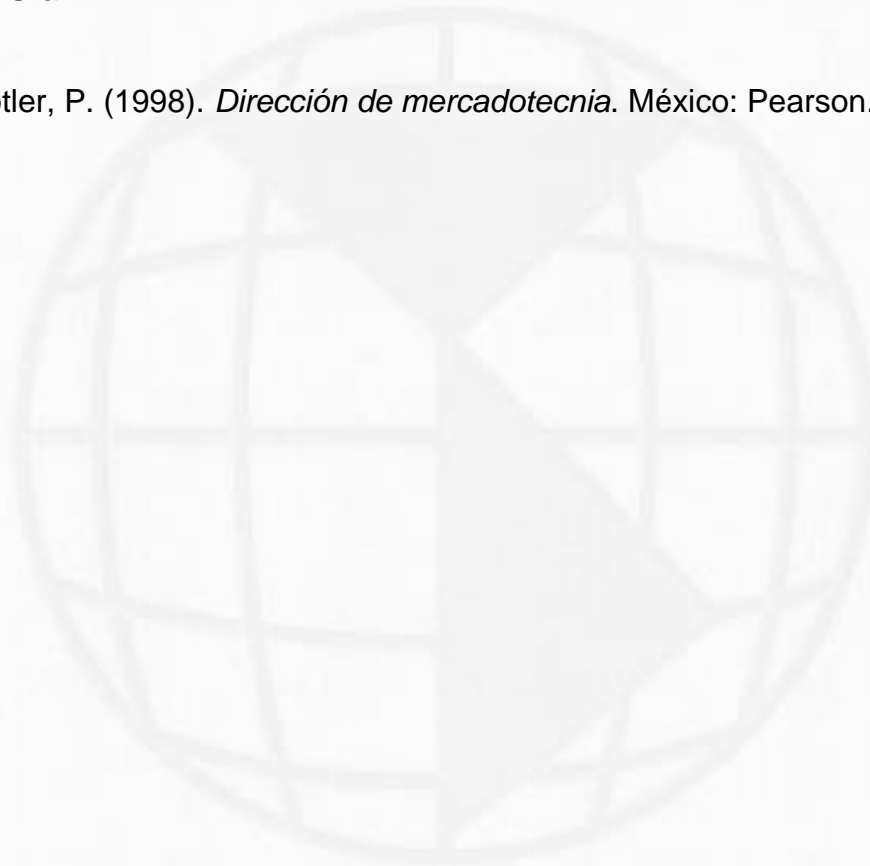 tler, P. (1998). Dirección de mercadotecnia. México: Pearson.